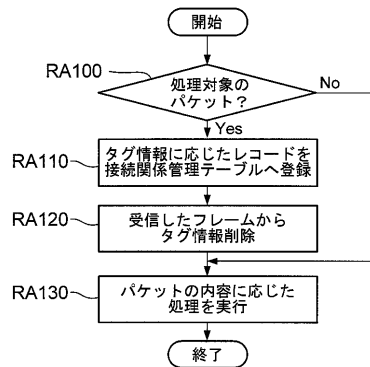 開始
RA100
処理対象の
パケット？
No
Yes
RA110
タグ情報に応じたレコードを
接続関係管理テーブルへ登録
RA120
受信したフレームから
タグ情報削除
RA130
パケットの内容に応じた
処理を実行
終了